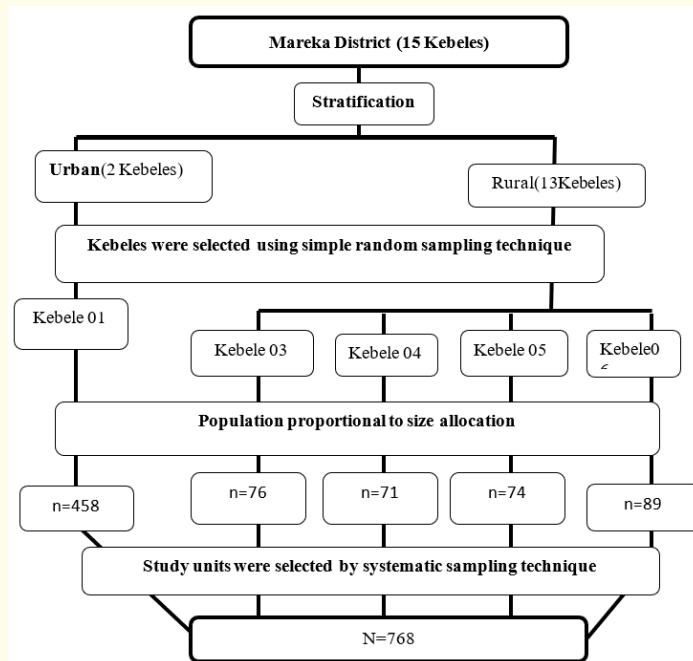 Mareka District (15 Kebeles)
Stratification
Urban(2 Kebeles)
Rural(13Kebeles)
Kebeles were selected using simple random sampling technique
Kebele 01
Kebele 03
Kebele 04
Kebele 05
Kebele0
Population proportional to size allocation
n=458
n=76
n=71
n=74
n=89
Study units were selected by systematic sampling technique
N=768